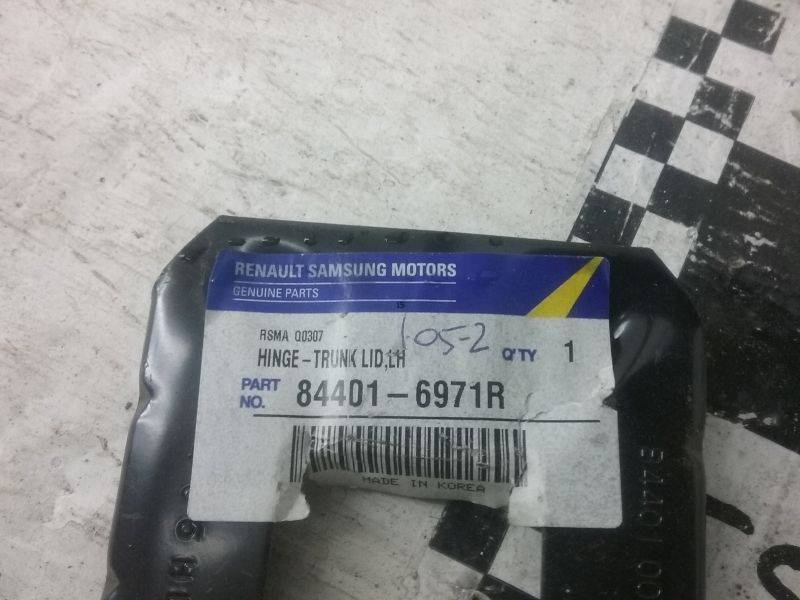 RENAULT SAMSUNG MOTORS
GENUINE PARTS
IS
RSMA Q0307
1-05-2
HINGE-TRUNK LID,LH
Q'TY 1
PART NO. 84401-6971R
MADE IN KOREA